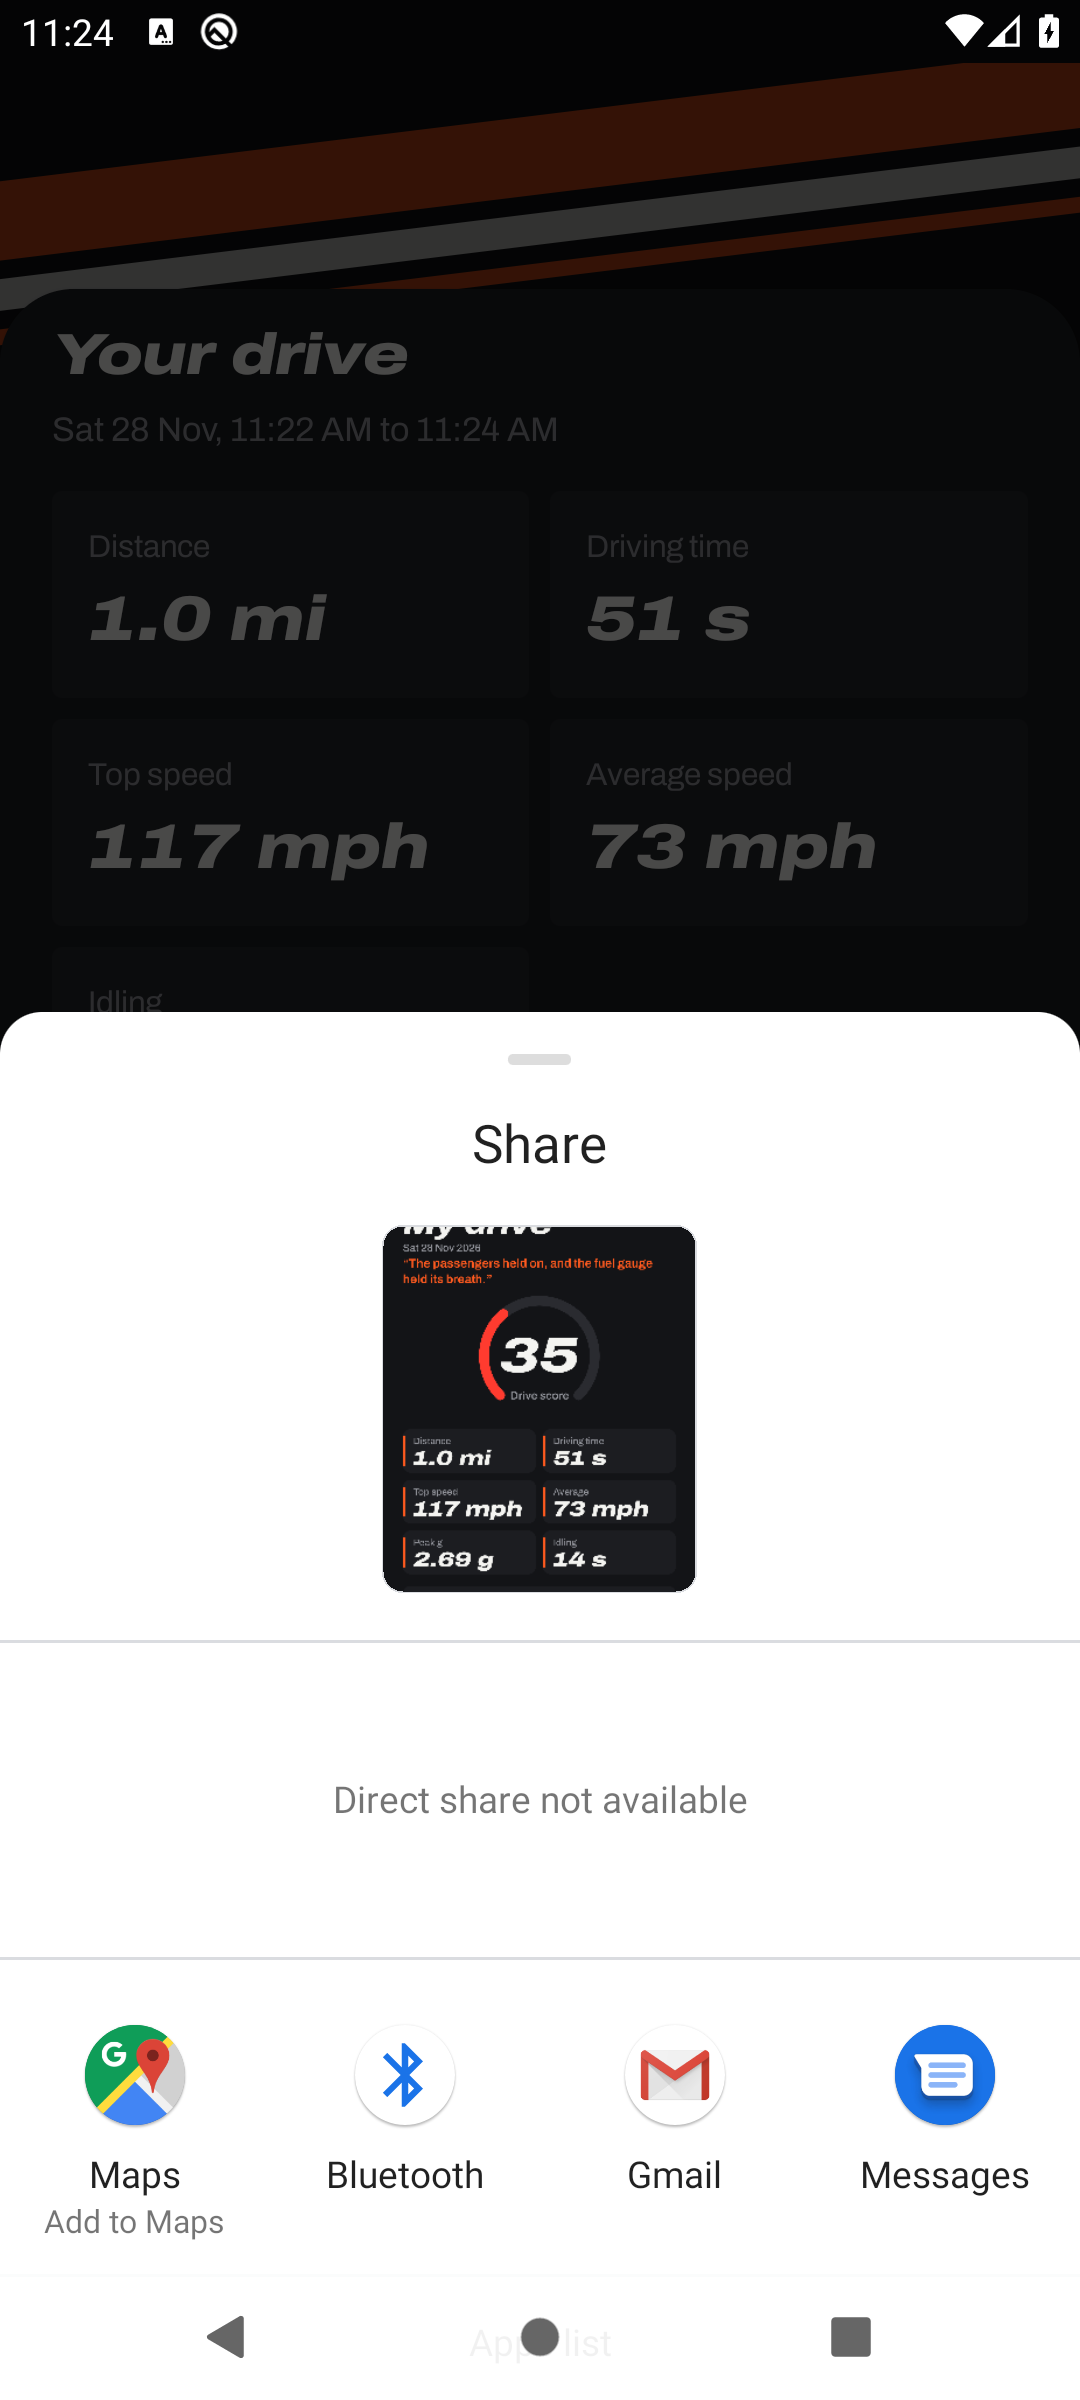 11:24
Your drive
Sat 28 Nov, 11:22 AM to 11:24 AM
Distance
Driving time
1.0 mi
51 s
Top speed
Average speed
117 mph
73 mph
Idling
Share
My drive
Sat 28 Nov 2026
“The passengers held on, and the fuel gauge
held its breath.”
35
Drive score
Distance
Driving time
1.0 mi
51 s
Top speed
Average
117 mph
73 mph
Peak g
Idling
2.69 g
14 s
Direct share not available
Maps
Bluetooth
Gmail
Messages
Add to Maps